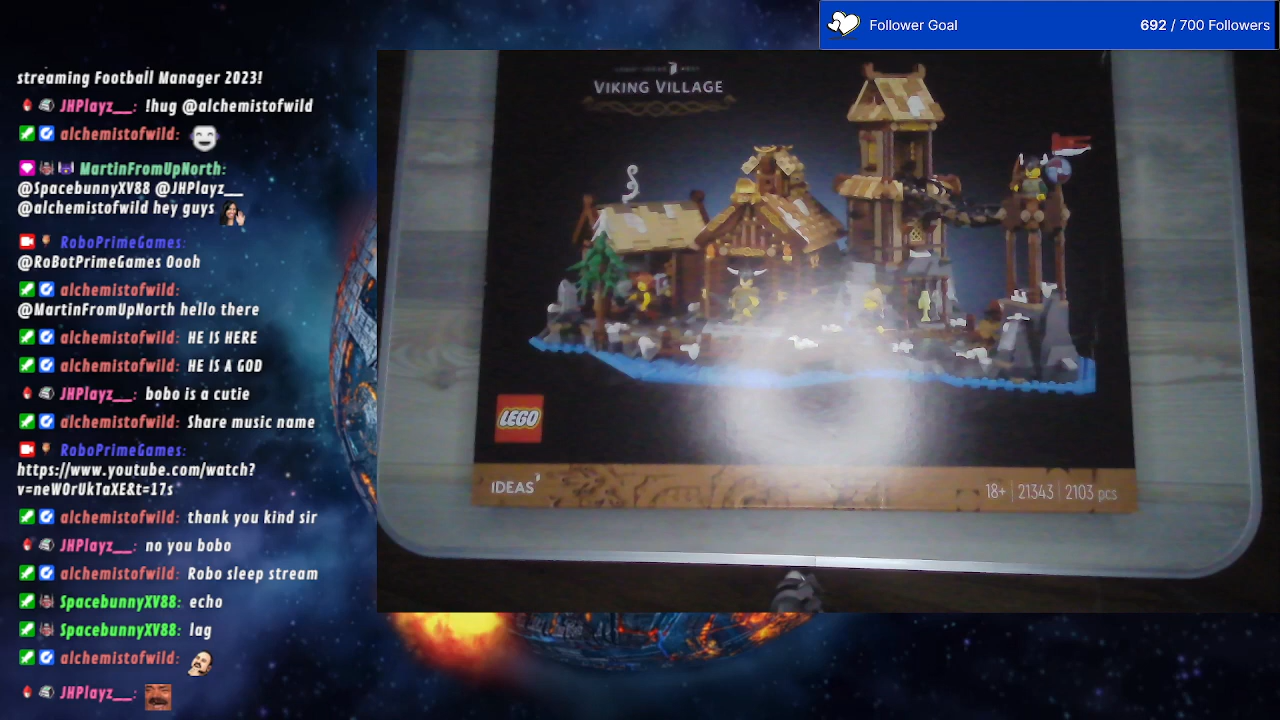 Follower Goal 692 / 700 Followers
streaming Football Manager 2023!
JHPlayz__: !hug @alchemistofwild
alchemistofwild:
MartinFromUpNorth:
@SpacebunnyXV88 @JHPlayz__
@alchemistofwild hey guys
RoboPrimeGames:
@RoBotPrimeGames Oooh
alchemistofwild:
@MartinFromUpNorth hello there
alchemistofwild: HE IS HERE
alchemistofwild: HE IS A GOD
JHPlayz__: bobo is a cutie
alchemistofwild: Share music name
RoboPrimeGames:
https://www.youtube.com/watch?
v=neWOrUkTaXE&t=17s
alchemistofwild: thank you kind sir
JHPlayz__: no you bobo
alchemistofwild: Robo sleep stream
SpacebunnyXV88: echo
SpacebunnyXV88: lag
alchemistofwild:
JHPlayz__:
VIKING VILLAGE
LEGO
IDEAS
18+ | 21343 | 2103 pcs